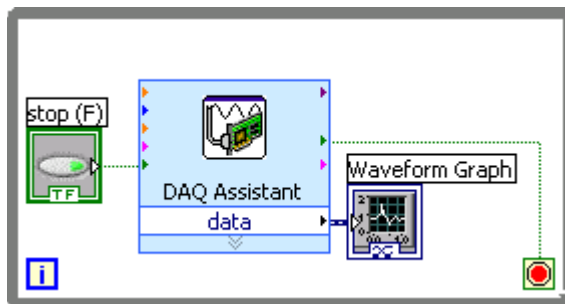 stop (F)
TF
DAQ Assistant
data
Waveform Graph
i